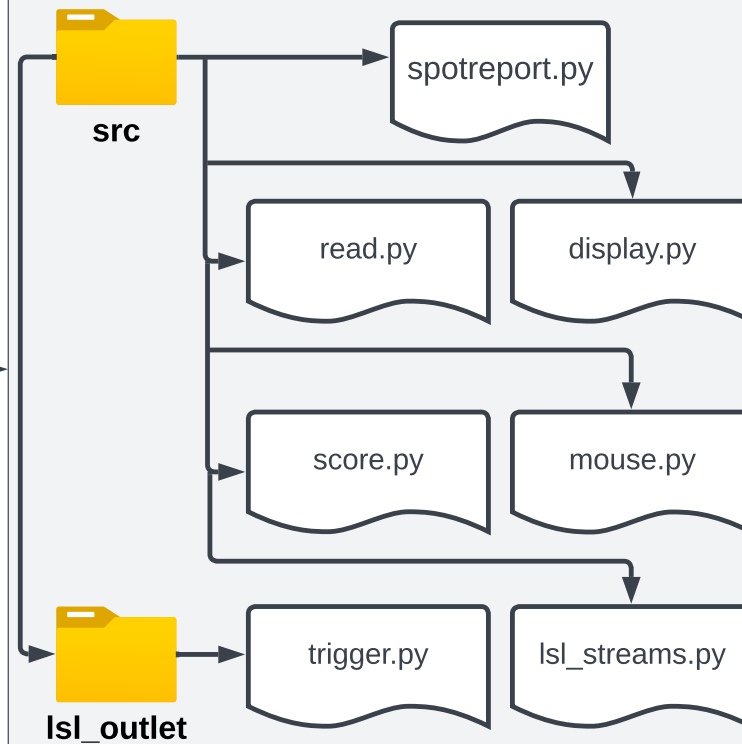 spotreport.py
src
read.py
display.py
score.py
mouse.py
trigger.py
lsl_streams.py
lsl_outlet